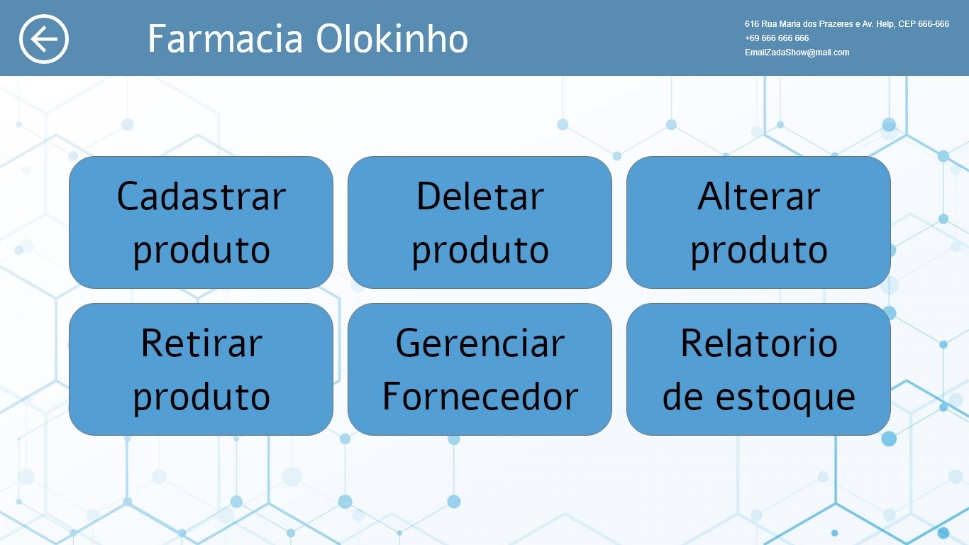 Farmacia Olokinho
616 Rua Maria dos Prazeres e Av. Help, CEP 666-666
+69 666 666 666
EmailZadaShow@mail.com
Cadastrar
produto
Deletar
produto
Alterar
produto
Retirar
produto
Gerenciar
Fornecedor
Relatorio
de estoque